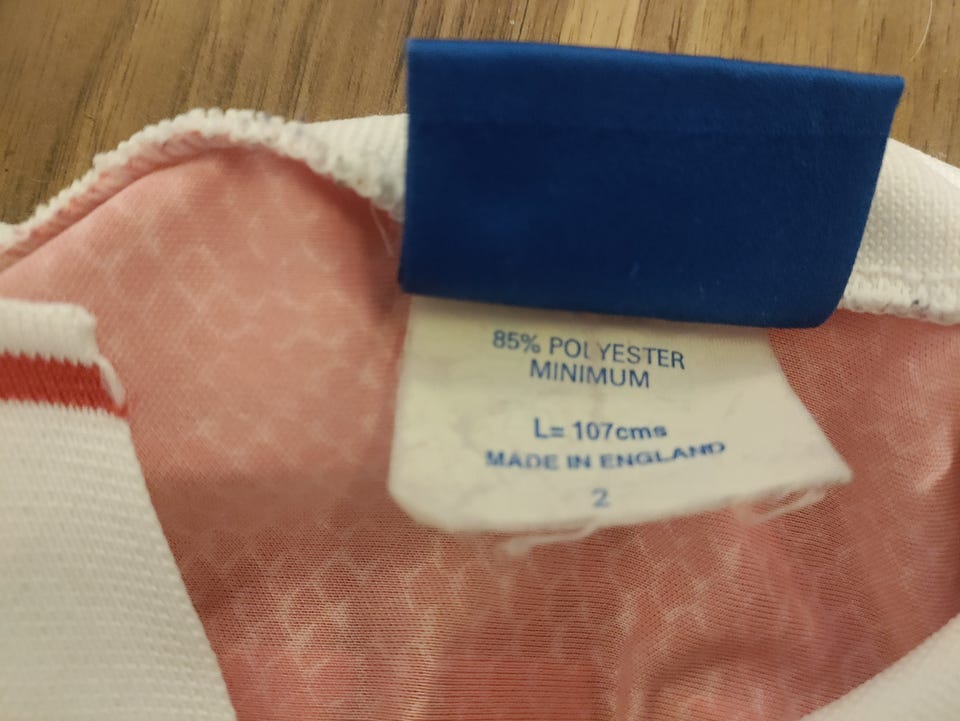 85% POLYESTER
MINIMUM
L= 107cms
MADE IN ENGLAND
2